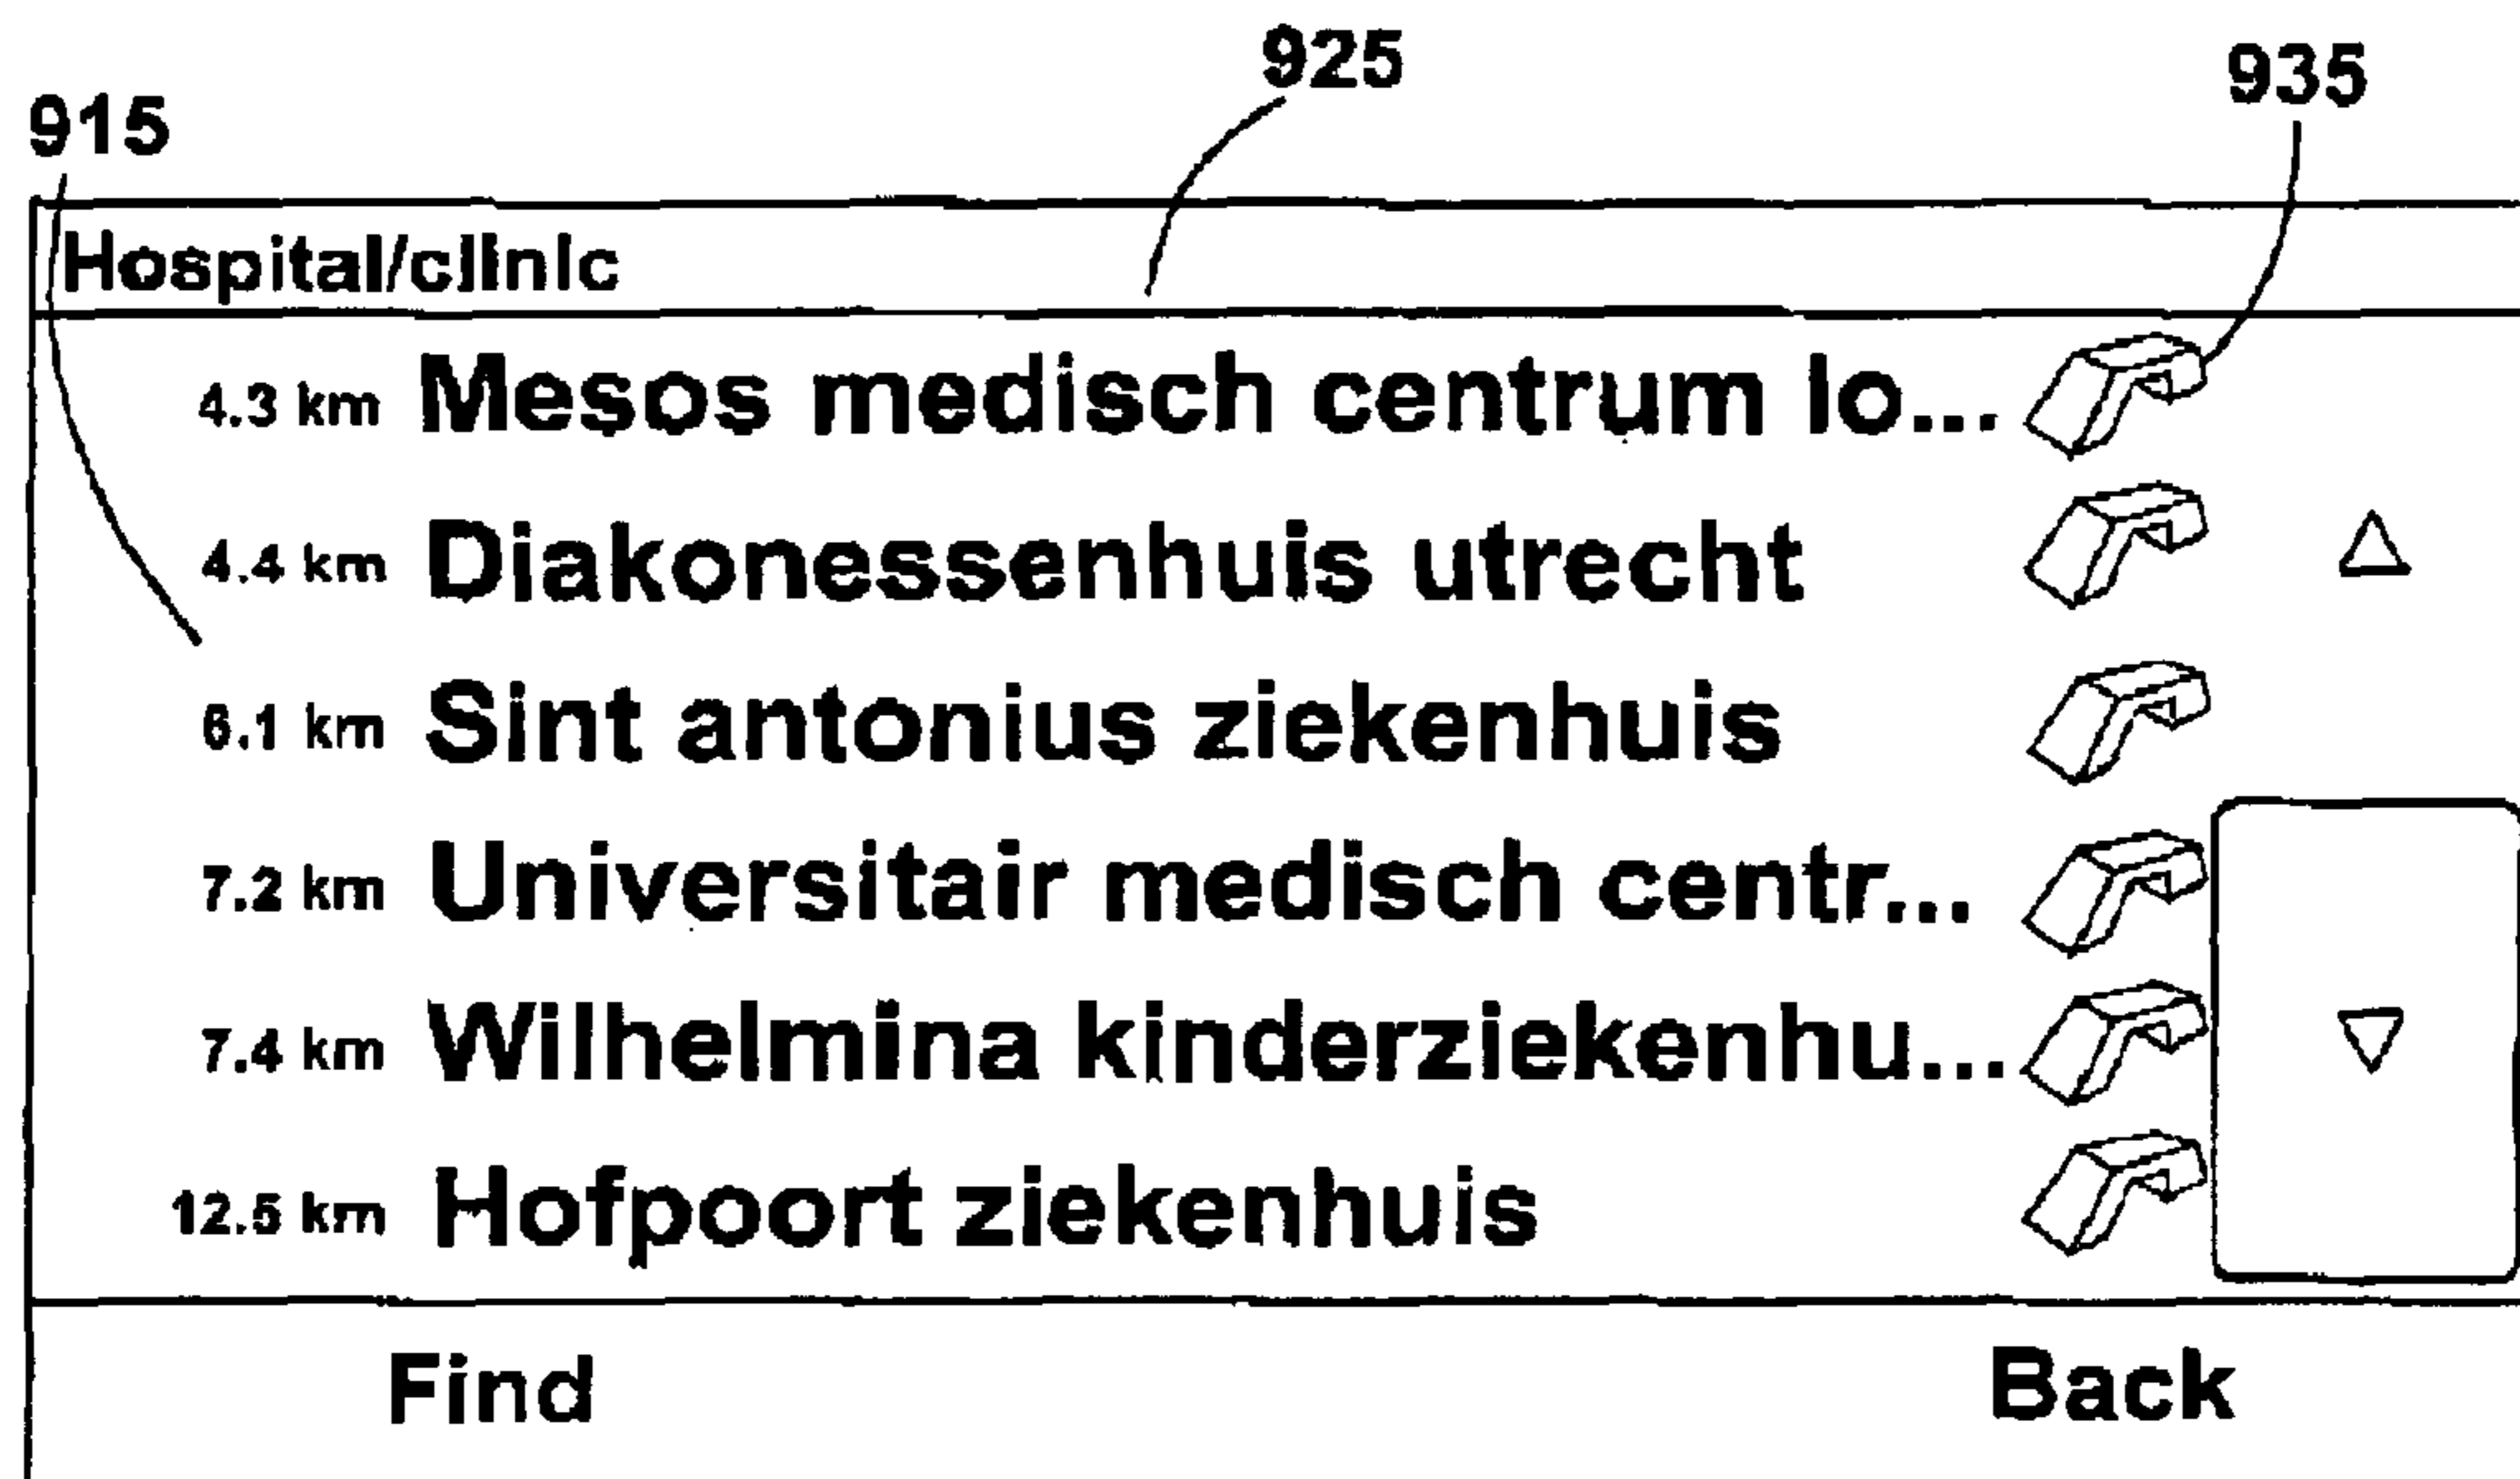 925
935
915
Hospital/clinic
4.3 km Mesos medisch centrum lo...
4.4 km Diakonessenhuis utrecht
6.1 km Sint antonius ziekenhuis
7.2 km Universitair medisch centr...
7.4 km Wilhelmina kinderziekenhu...
12.5 km Hofpoort ziekenhuis
Find Back